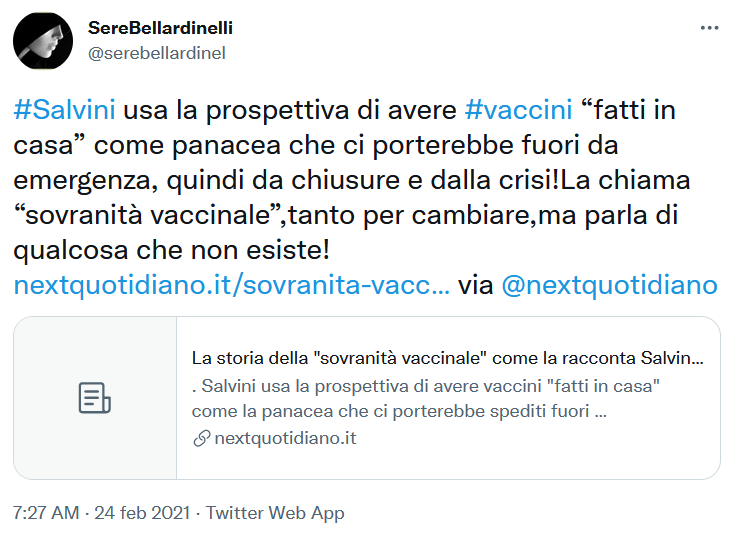 SereBellardinelli
@serebellardinel
#Salvini usa la prospettiva di avere #vaccini “fatti in
casa” come panacea che ci porterebbe fuori da
emergenza, quindi da chiusure e dalla crisi!La chiama
“sovranità vaccinale”,tanto per cambiare,ma parla di
qualcosa che non esiste!
nextquotidiano.it/sovranita-vacc... via @nextquotidiano
La storia della "sovranità vaccinale" come la racconta Salvin...
. Salvini usa la prospettiva di avere vaccini "fatti in casa"
come la panacea che ci porterebbe spediti fuori ...
nextquotidiano.it
7:27 AM · 24 feb 2021 · Twitter Web App